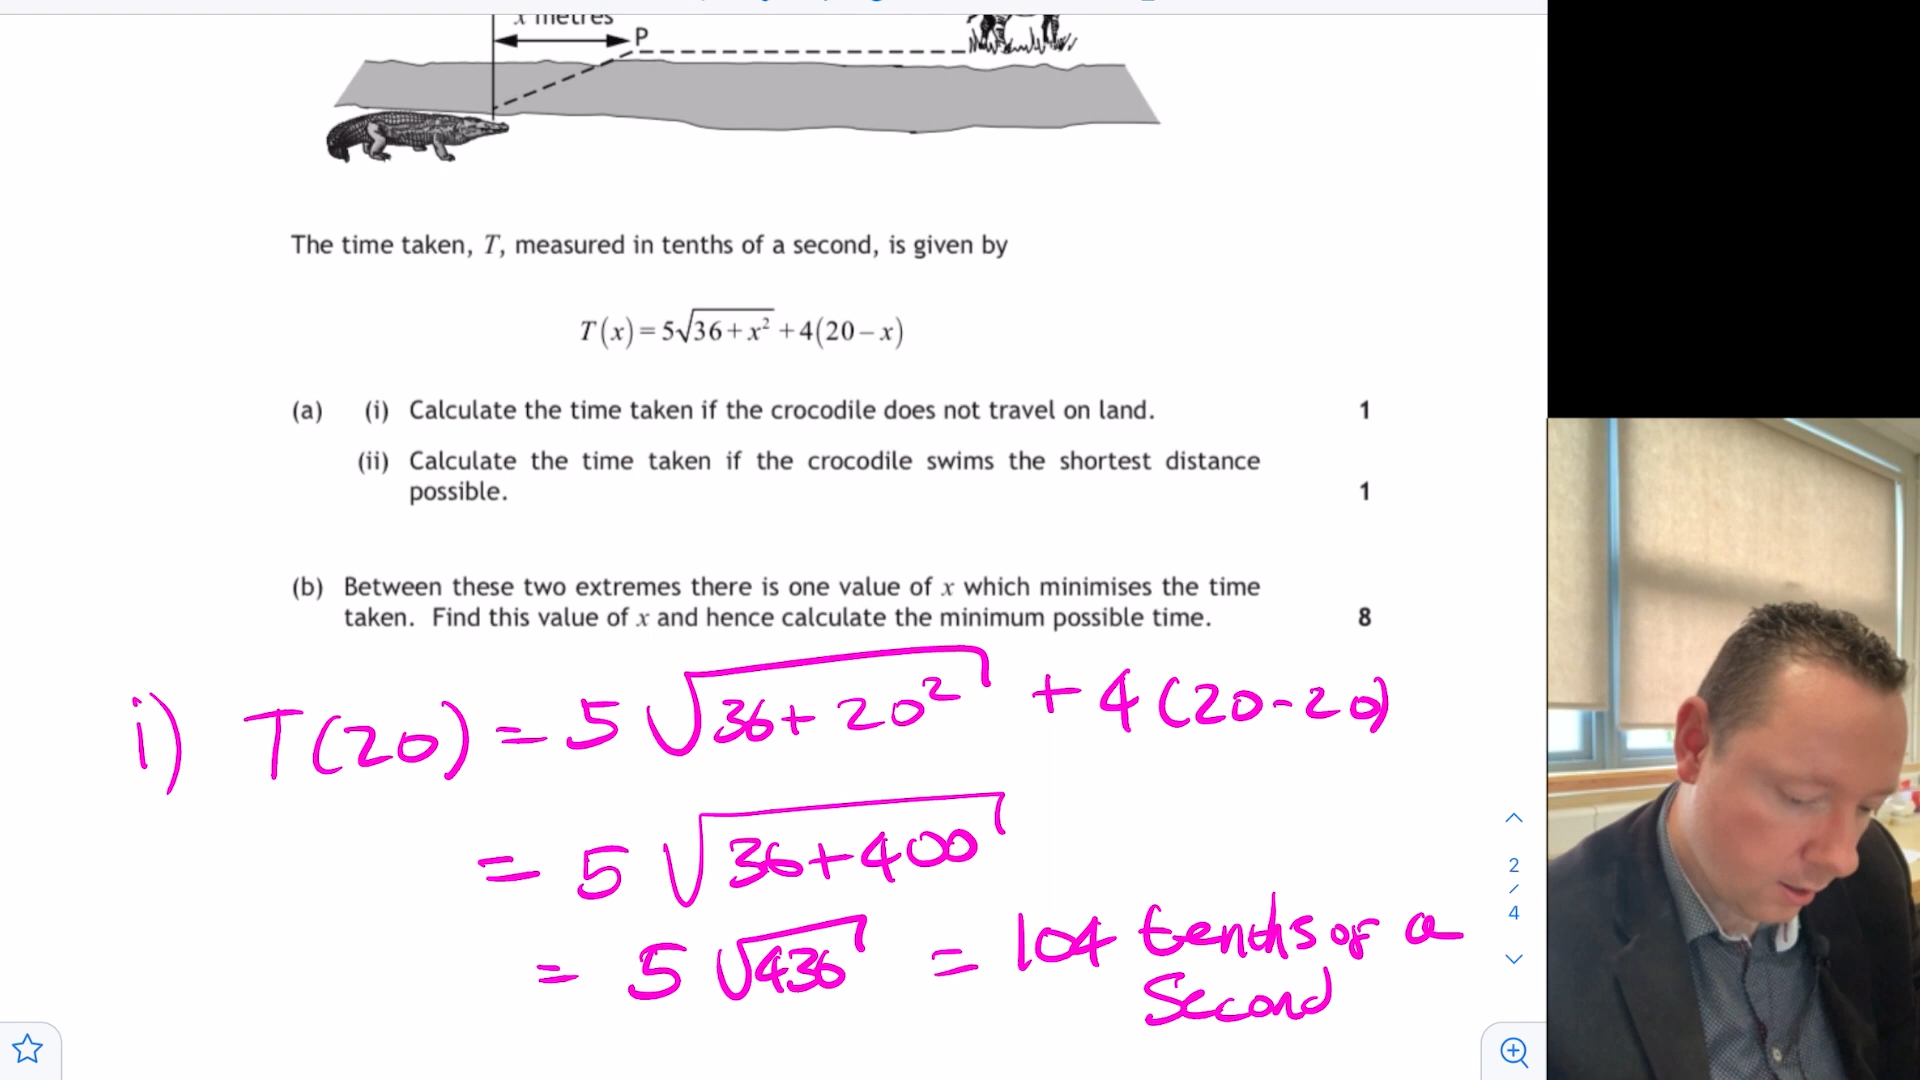 x metres
P
The time taken, T, measured in tenths of a second, is given by
T(x) = 5√(36 + x²) + 4(20 − x)
(a) (i) Calculate the time taken if the crocodile does not travel on land. 1
(ii) Calculate the time taken if the crocodile swims the shortest distance
possible. 1
(b) Between these two extremes there is one value of x which minimises the time
taken. Find this value of x and hence calculate the minimum possible time. 8
i) T(20) = 5√(36+20²) + 4(20-20)
= 5√(36+400)
= 5√436 = 104 tenths of a
Second
2
/
4